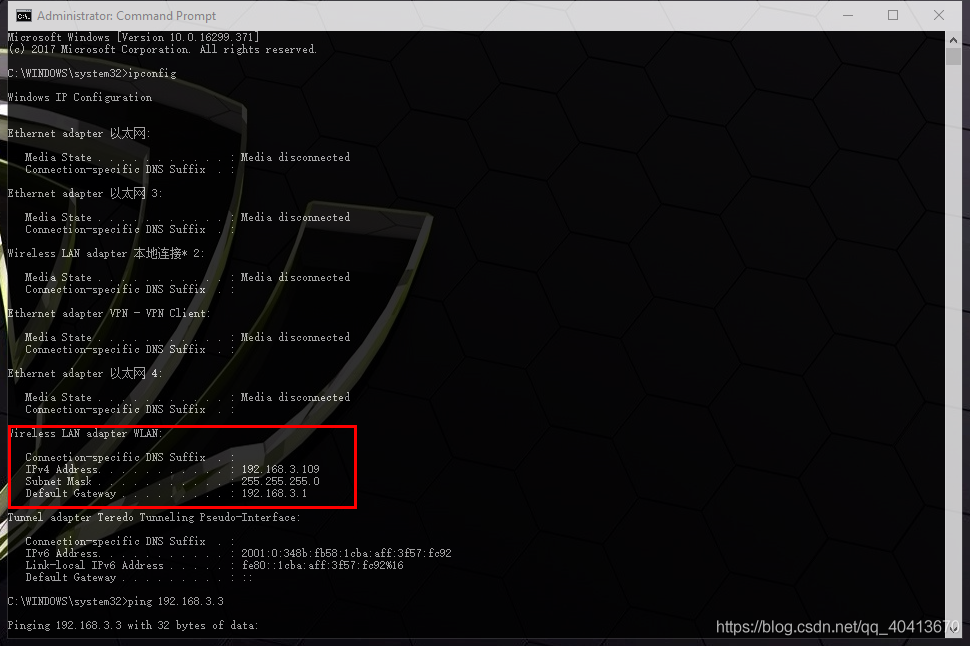 Administrator: Command Prompt
Microsoft Windows [Version 10.0.16299.371]
(c) 2017 Microsoft Corporation. All rights reserved.
C:\WINDOWS\system32>ipconfig
Windows IP Configuration
Ethernet adapter 以太网:
Media State . . . . . . . . . . . : Media disconnected
Connection-specific DNS Suffix  . :
Ethernet adapter 以太网 3:
Media State . . . . . . . . . . . : Media disconnected
Connection-specific DNS Suffix  . :
Wireless LAN adapter 本地连接* 2:
Media State . . . . . . . . . . . : Media disconnected
Connection-specific DNS Suffix  . :
Ethernet adapter VPN - VPN Client:
Media State . . . . . . . . . . . : Media disconnected
Connection-specific DNS Suffix  . :
Ethernet adapter 以太网 4:
Media State . . . . . . . . . . . : Media disconnected
Connection-specific DNS Suffix  . :
Wireless LAN adapter WLAN:
Connection-specific DNS Suffix  . :
IPv4 Address. . . . . . . . . . . : 192.168.3.109
Subnet Mask . . . . . . . . . . . : 255.255.255.0
Default Gateway . . . . . . . . . : 192.168.3.1
Tunnel adapter Teredo Tunneling Pseudo-Interface:
Connection-specific DNS Suffix  . :
IPv6 Address. . . . . . . . . . . : 2001:0:348b:fb58:1cba:aff:3f57:fc92
Link-local IPv6 Address . . . . . : fe80::1cba:aff:3f57:fc92%16
Default Gateway . . . . . . . . . : ::
C:\WINDOWS\system32>ping 192.168.3.3
Pinging 192.168.3.3 with 32 bytes of data:
https://blog.csdn.net/qq_40413670